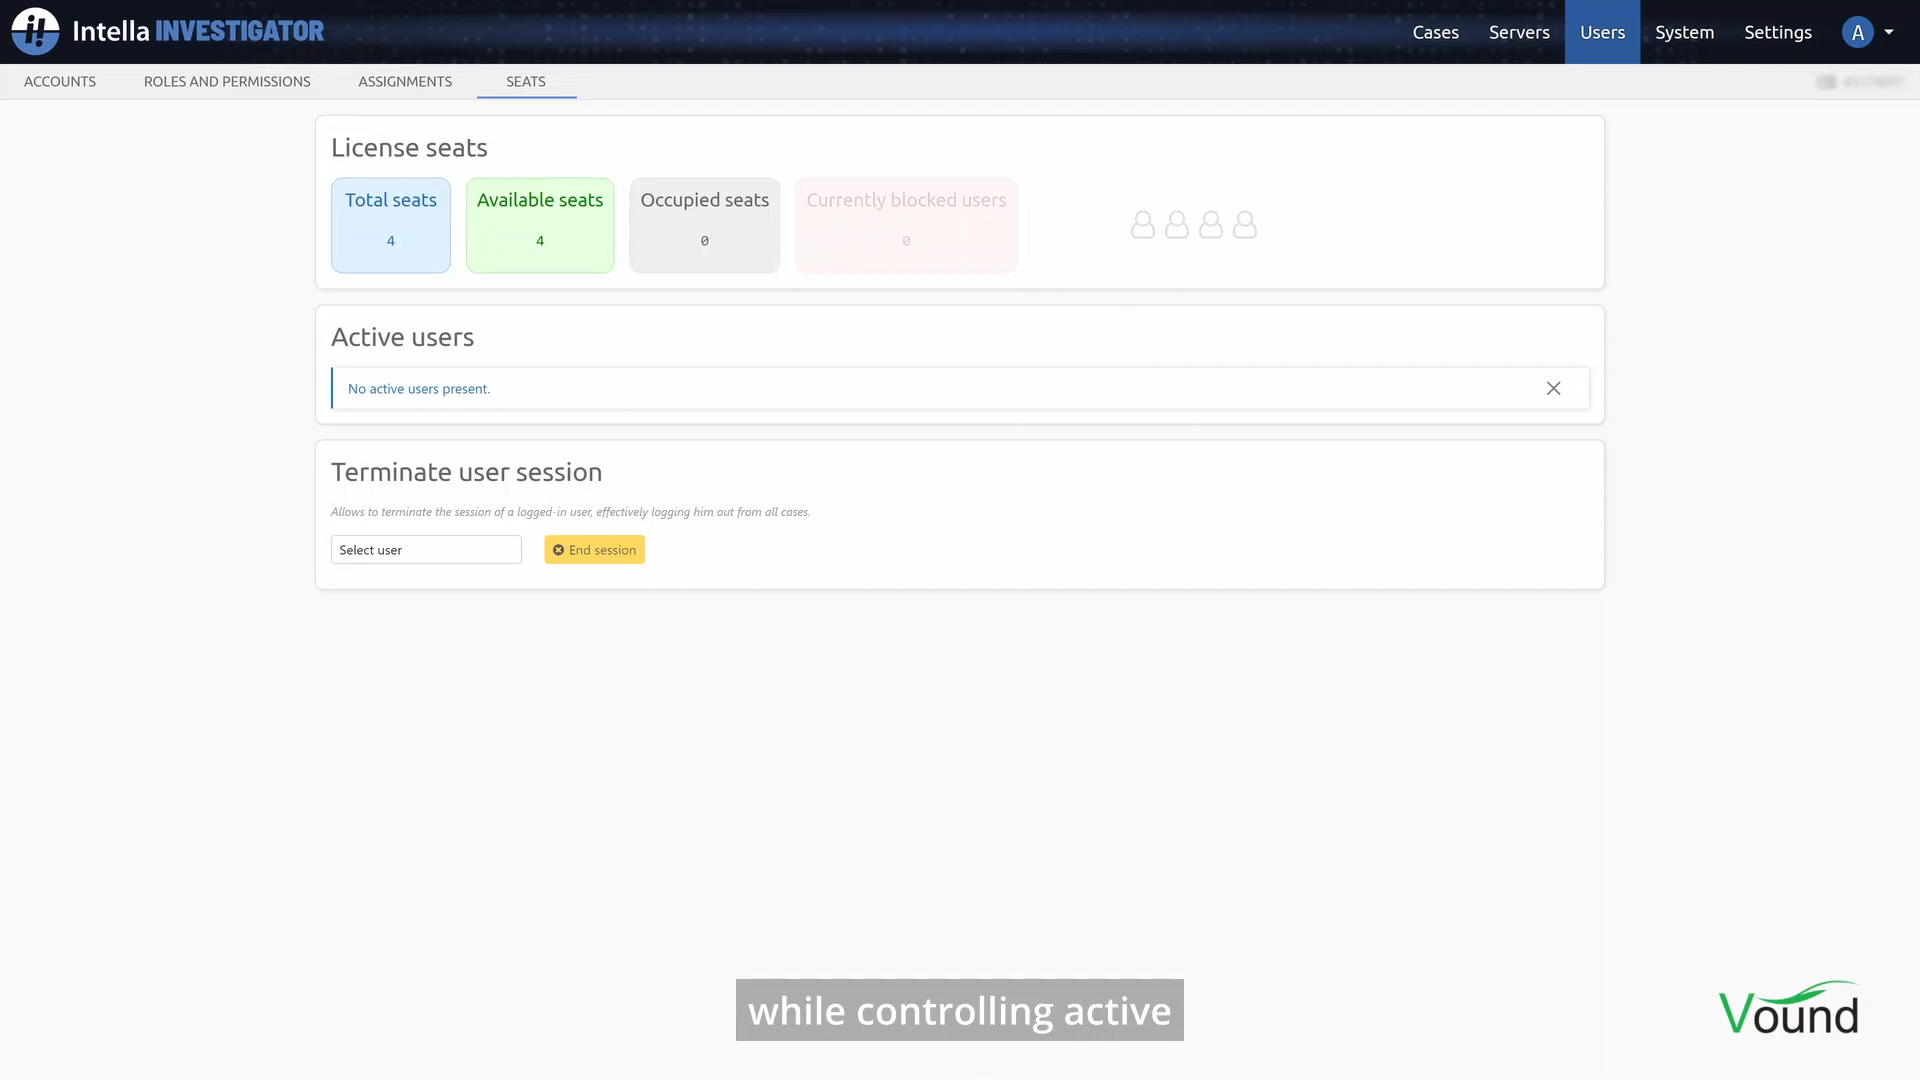 Intella INVESTIGATOR
Cases Servers Users System Settings A
ACCOUNTS ROLES AND PERMISSIONS ASSIGNMENTS SEATS
License seats
Total seats Available seats Occupied seats Currently blocked users
4 4 0 0
Active users
No active users present.
Terminate user session
Allows to terminate the session of a logged-in user, effectively logging him out from all cases.
Select user End session
while controlling active
Vound